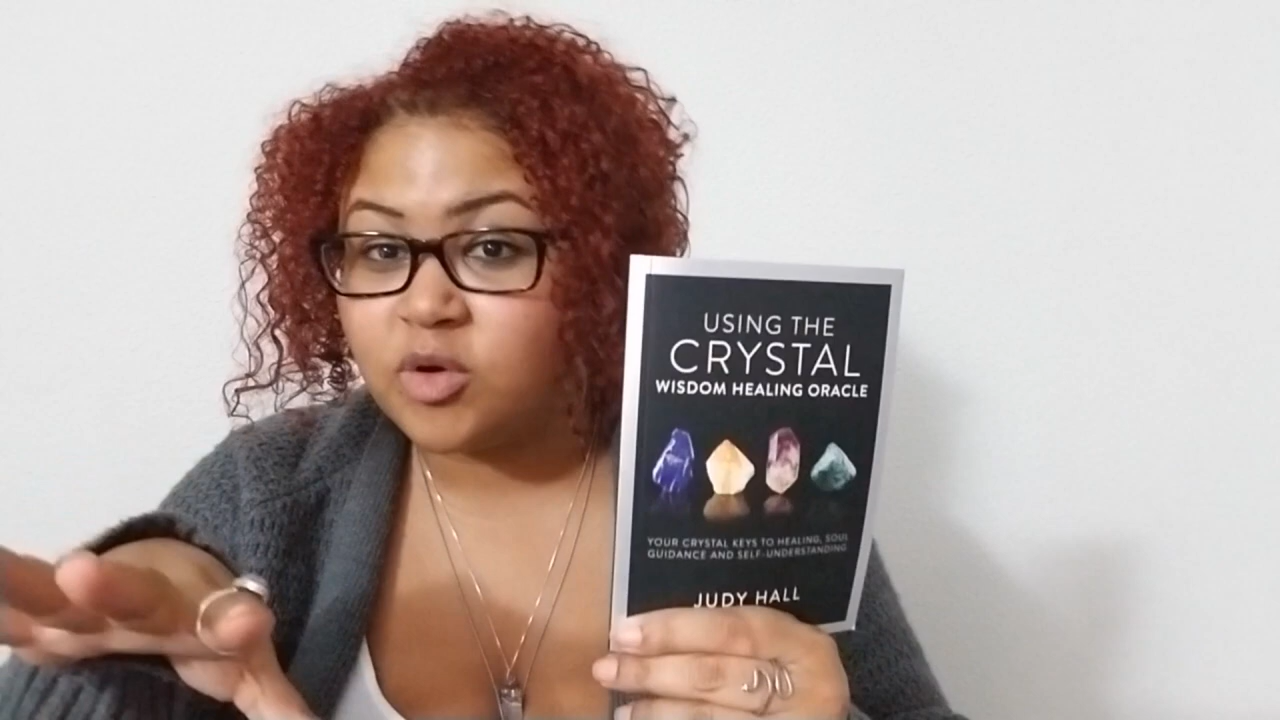 USING THE
CRYSTAL
WISDOM HEALING ORACLE
YOUR CRYSTAL KEYS TO HEALING, SOUL
GUIDANCE AND SELF-UNDERSTANDING
JUDY HALL